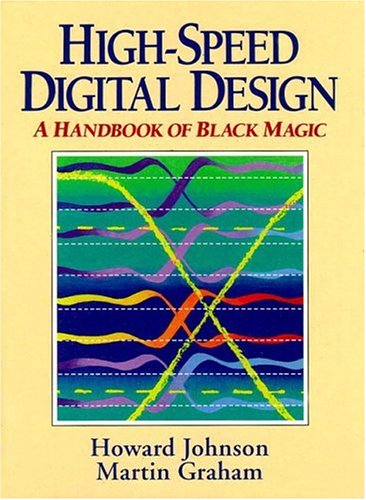 HIGH-SPEED
DIGITAL DESIGN
A HANDBOOK OF BLACK MAGIC
Howard Johnson
Martin Graham